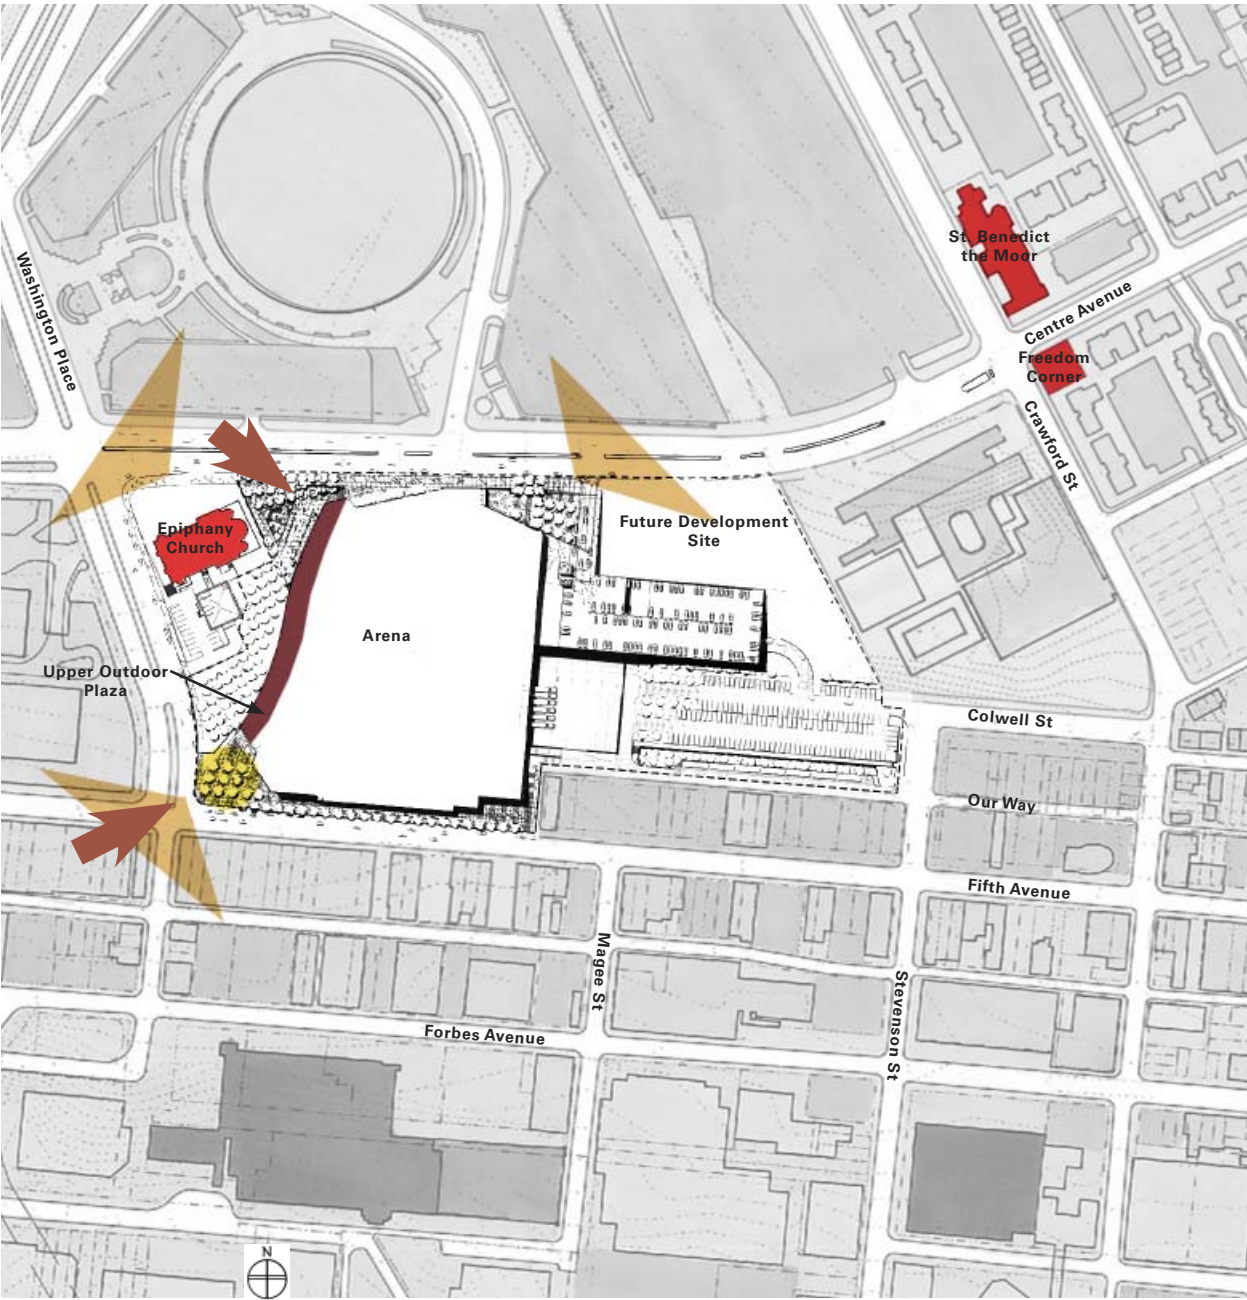 Washington Place
St. Benedict
the Moor
Centre Avenue
Freedom
Corner
Crawford St
Epiphany
Church
Future Development
Site
Arena
Upper Outdoor
Plaza
Colwell St
Our Way
Fifth Avenue
Magee St
Stevenson St
Forbes Avenue
N